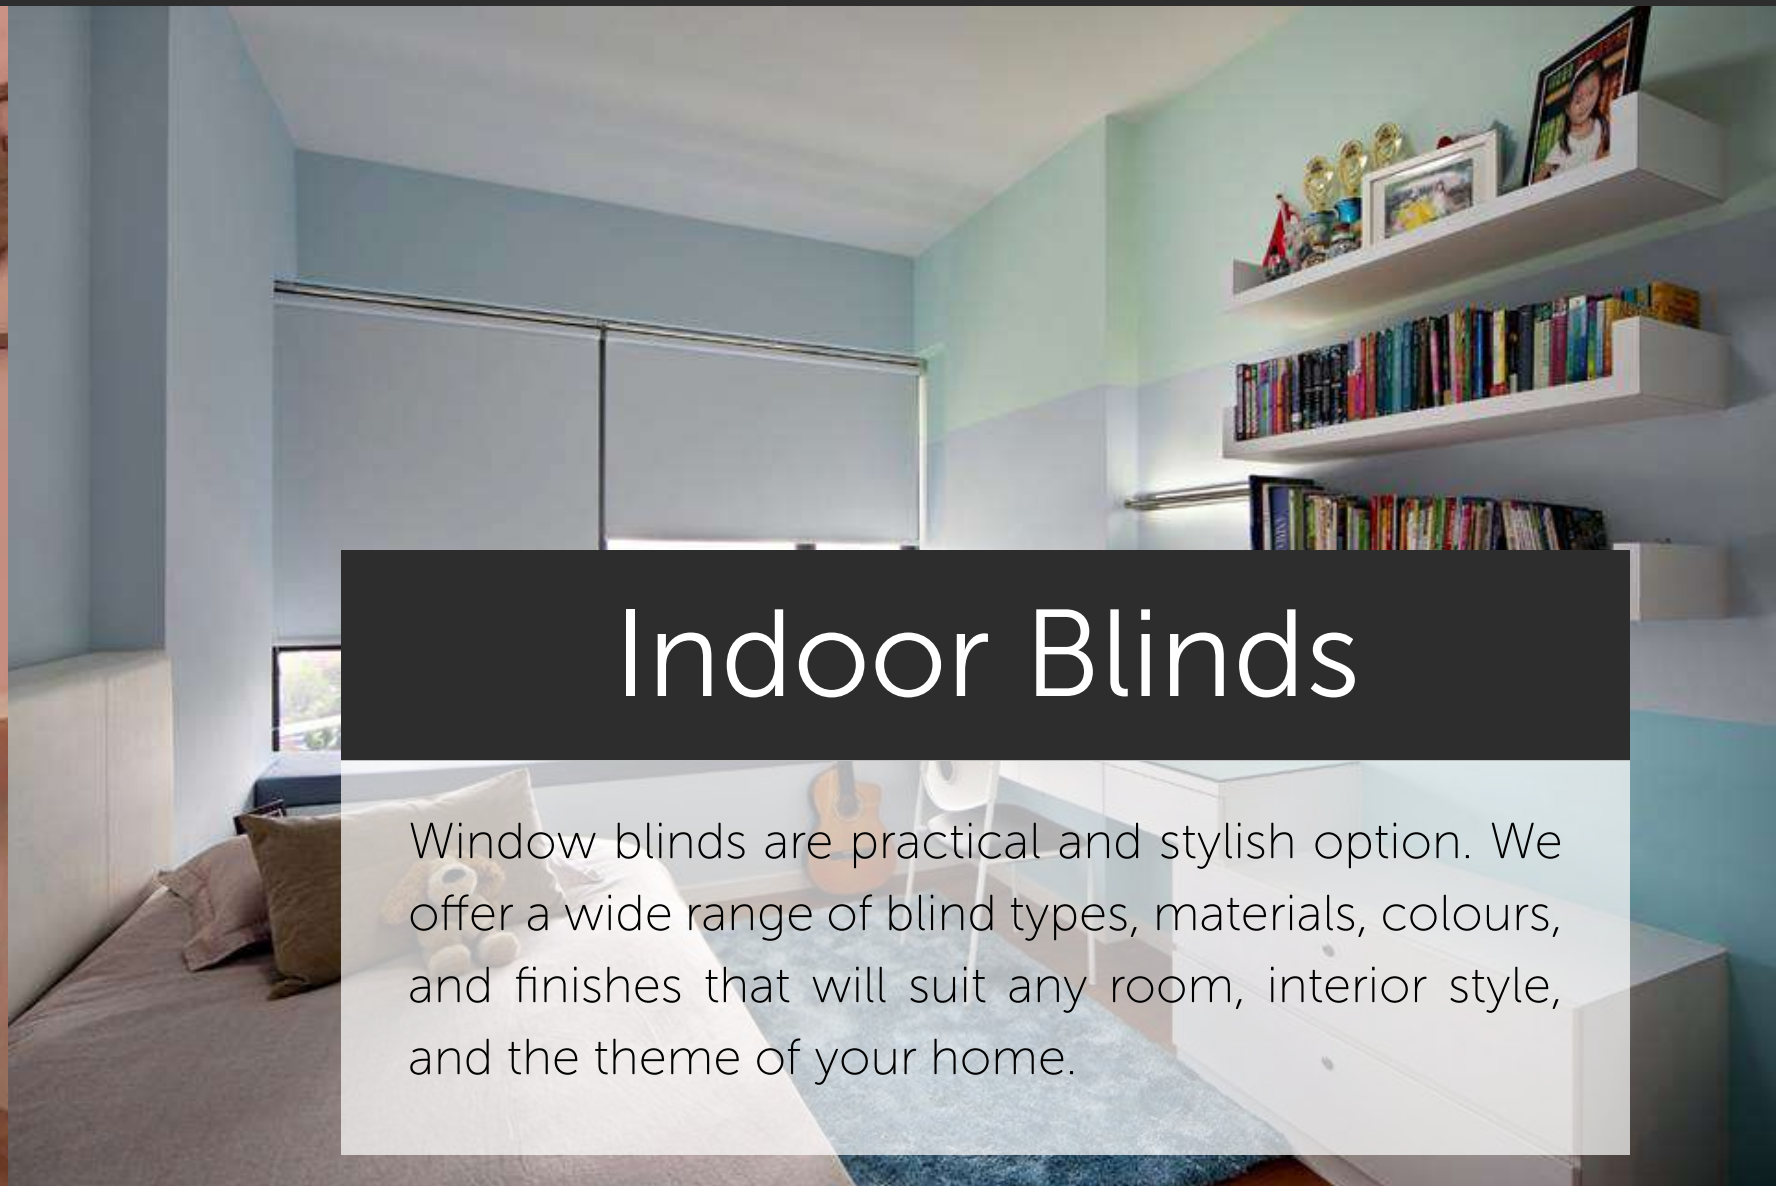 Indoor Blinds
Window blinds are practical and stylish option. We
offer a wide range of blind types, materials, colours,
and finishes that will suit any room, interior style,
and the theme of your home.